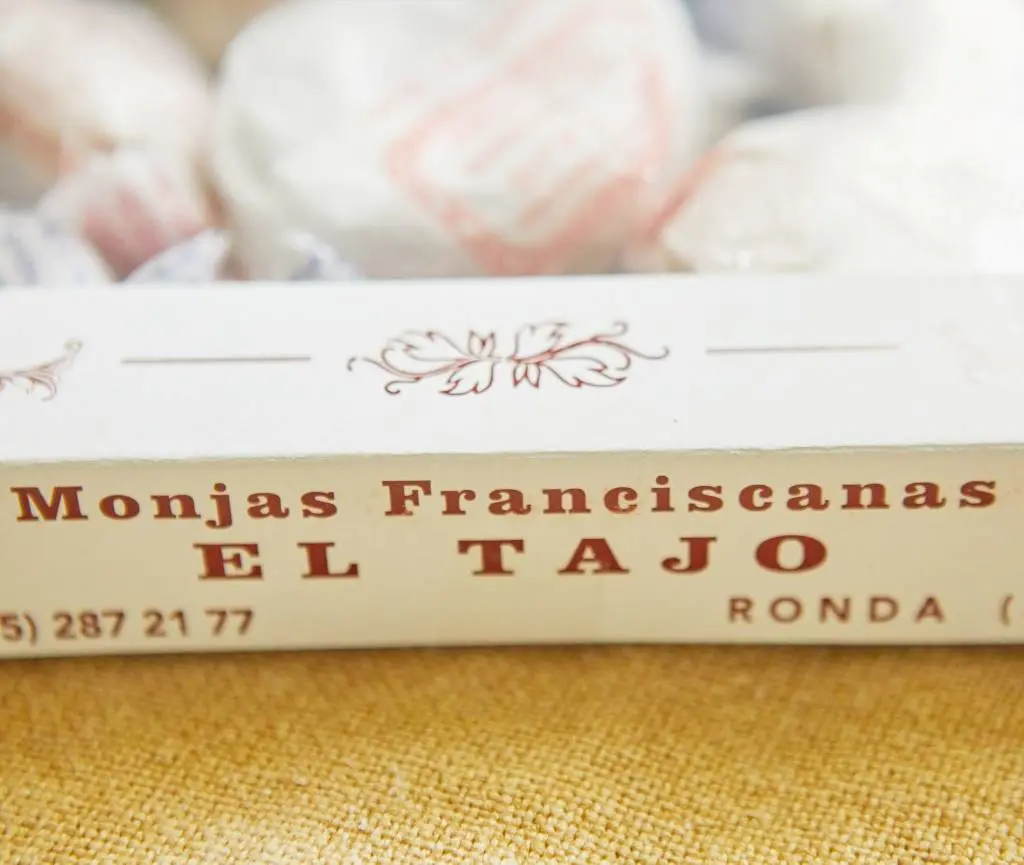 Monjas Franciscanas
EL TAJO
5) 287 21 77 RONDA (